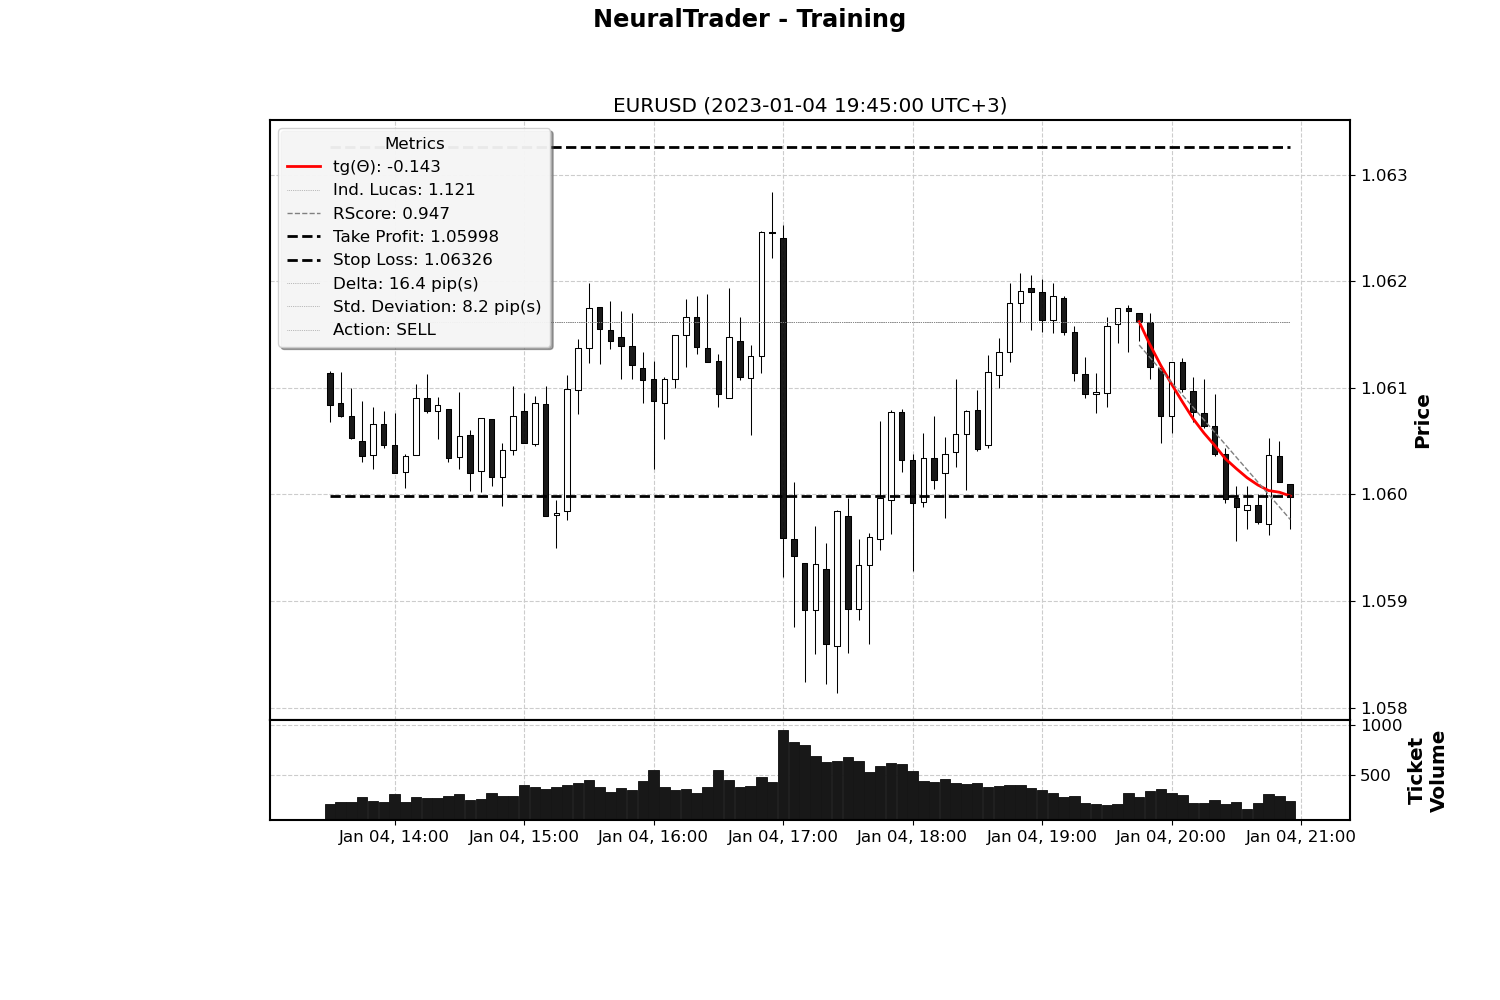 NeuralTrader - Training
EURUSD (2023-01-04 19:45:00 UTC+3)
Metrics
tg(Θ): -0.143
Ind. Lucas: 1.121
RScore: 0.947
Take Profit: 1.05998
Stop Loss: 1.06326
Delta: 16.4 pip(s)
Std. Deviation: 8.2 pip(s)
Action: SELL
1.063
1.062
1.061
1.060
1.059
1.058
Price
1000
500
Ticket
Volume
Jan 04, 14:00 Jan 04, 15:00 Jan 04, 16:00 Jan 04, 17:00 Jan 04, 18:00 Jan 04, 19:00 Jan 04, 20:00 Jan 04, 21:00